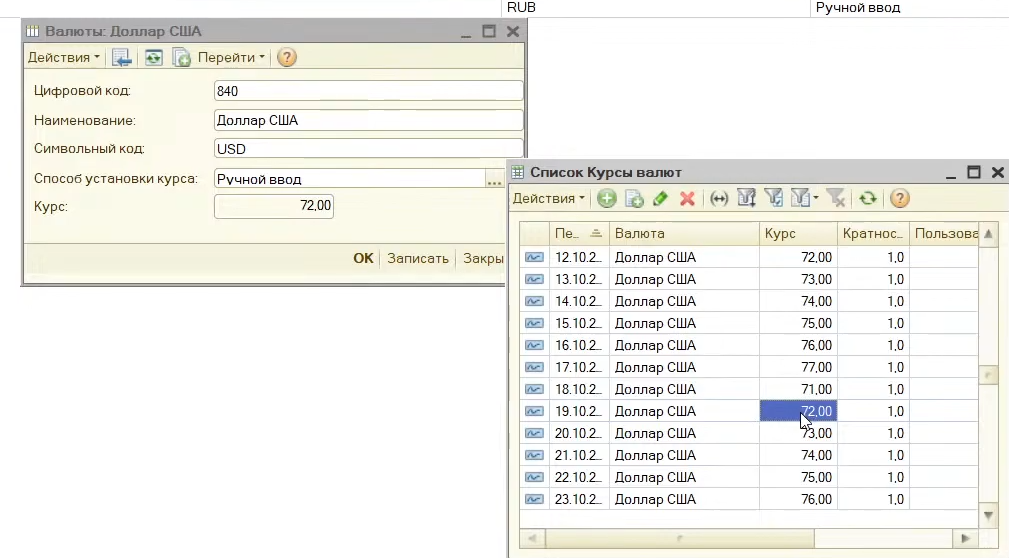 RUB Ручной ввод
Валюты: Доллар США
Действия Перейти ?
Цифровой код: 840
Наименование: Доллар США
Символьный код: USD
Способ установки курса: Ручной ввод ...
Курс: 72,00
ОК Записать Закры
Список Курсы валют
Действия ?
Пе... Валюта Курс Кратнос... Пользова
12.10.2... Доллар США 72,00 1,0
13.10.2... Доллар США 73,00 1,0
14.10.2... Доллар США 74,00 1,0
15.10.2... Доллар США 75,00 1,0
16.10.2... Доллар США 76,00 1,0
17.10.2... Доллар США 77,00 1,0
18.10.2... Доллар США 71,00 1,0
19.10.2... Доллар США 72,00 1,0
20.10.2... Доллар США 73,00 1,0
21.10.2... Доллар США 74,00 1,0
22.10.2... Доллар США 75,00 1,0
23.10.2... Доллар США 76,00 1,0